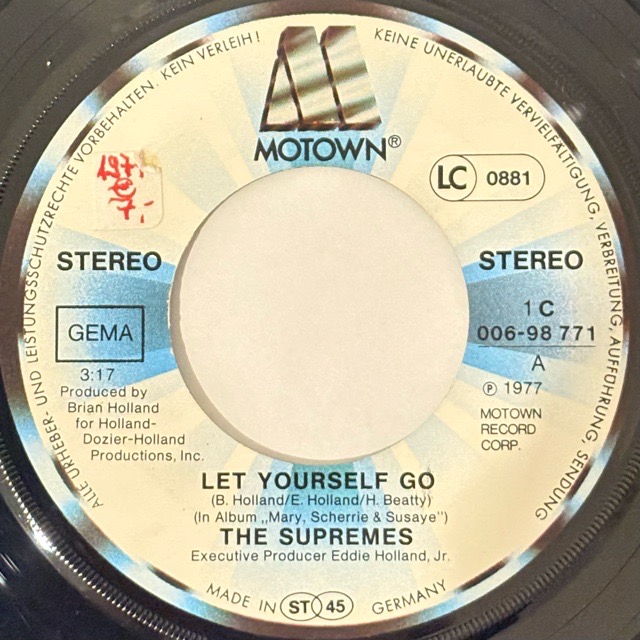 ALLE URHEBER- UND LEISTUNGSSCHUTZRECHTE VORBEHALTEN. KEIN VERLEIH! KEINE UNERLAUBTE VERVIELFÄLTIGUNG, VERBREITUNG, AUFFÜHRUNG, SENDUNG
MOTOWN®
LC 0881
197.
7,-
STEREO
STEREO
GEMA
1 C
006-98 771
3:17
A
Produced by
Brian Holland
for Holland-
Dozier-Holland
Productions, Inc.
℗ 1977
MOTOWN
RECORD
CORP.
LET YOURSELF GO
(B. Holland/E. Holland/H. Beatty)
(In Album „Mary, Scherrie & Susaye")
THE SUPREMES
Executive Producer Eddie Holland, Jr.
MADE IN ST 45 GERMANY